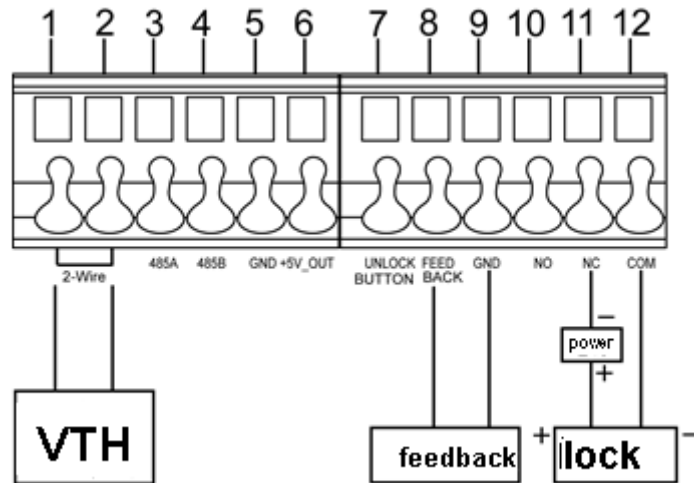 1 2 3 4 5 6 7 8 9 10 11 12
2-Wire 485A 485B GND +5V_OUT UNLOCK BUTTON FEED BACK GND NO NC COM
−
power
+
VTH feedback + lock −